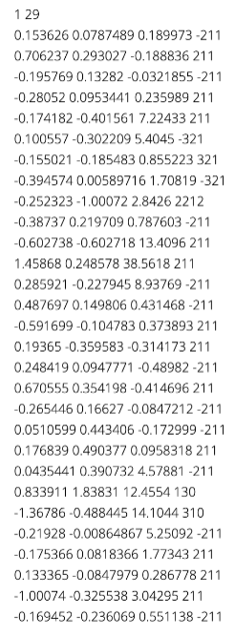 1 29
0.153626 0.0787489 0.189973 -211
0.706237 0.293027 -0.188836 211
-0.195769 0.13282 -0.0321855 -211
-0.28052 0.0953441 0.235989 211
-0.174182 -0.401561 7.22433 211
0.100557 -0.302209 5.4045 -321
-0.155021 -0.185483 0.855223 321
-0.394574 0.00589716 1.70819 -321
-0.252323 -1.00072 2.8426 2212
-0.38737 0.219709 0.787603 -211
-0.602738 -0.602718 13.4096 211
1.45868 0.248578 38.5618 211
0.285921 -0.227945 8.93769 -211
0.487697 0.149806 0.431468 -211
-0.591699 -0.104783 0.373893 211
0.19365 -0.359583 -0.314173 211
0.248419 0.0947771 -0.48982 -211
0.670555 0.354198 -0.414696 211
-0.265446 0.16627 -0.0847212 -211
0.0510599 0.443406 -0.172999 -211
0.176839 0.490377 0.0958318 211
0.0435441 0.390732 4.57881 -211
0.833911 1.83831 12.4554 130
-1.36786 -0.488445 14.1044 310
-0.21928 -0.00864867 5.25092 -211
-0.175366 0.0818366 1.77343 211
0.133365 -0.0847979 0.286778 211
-1.00074 -0.325538 3.04295 211
-0.169452 -0.236069 0.551138 -211